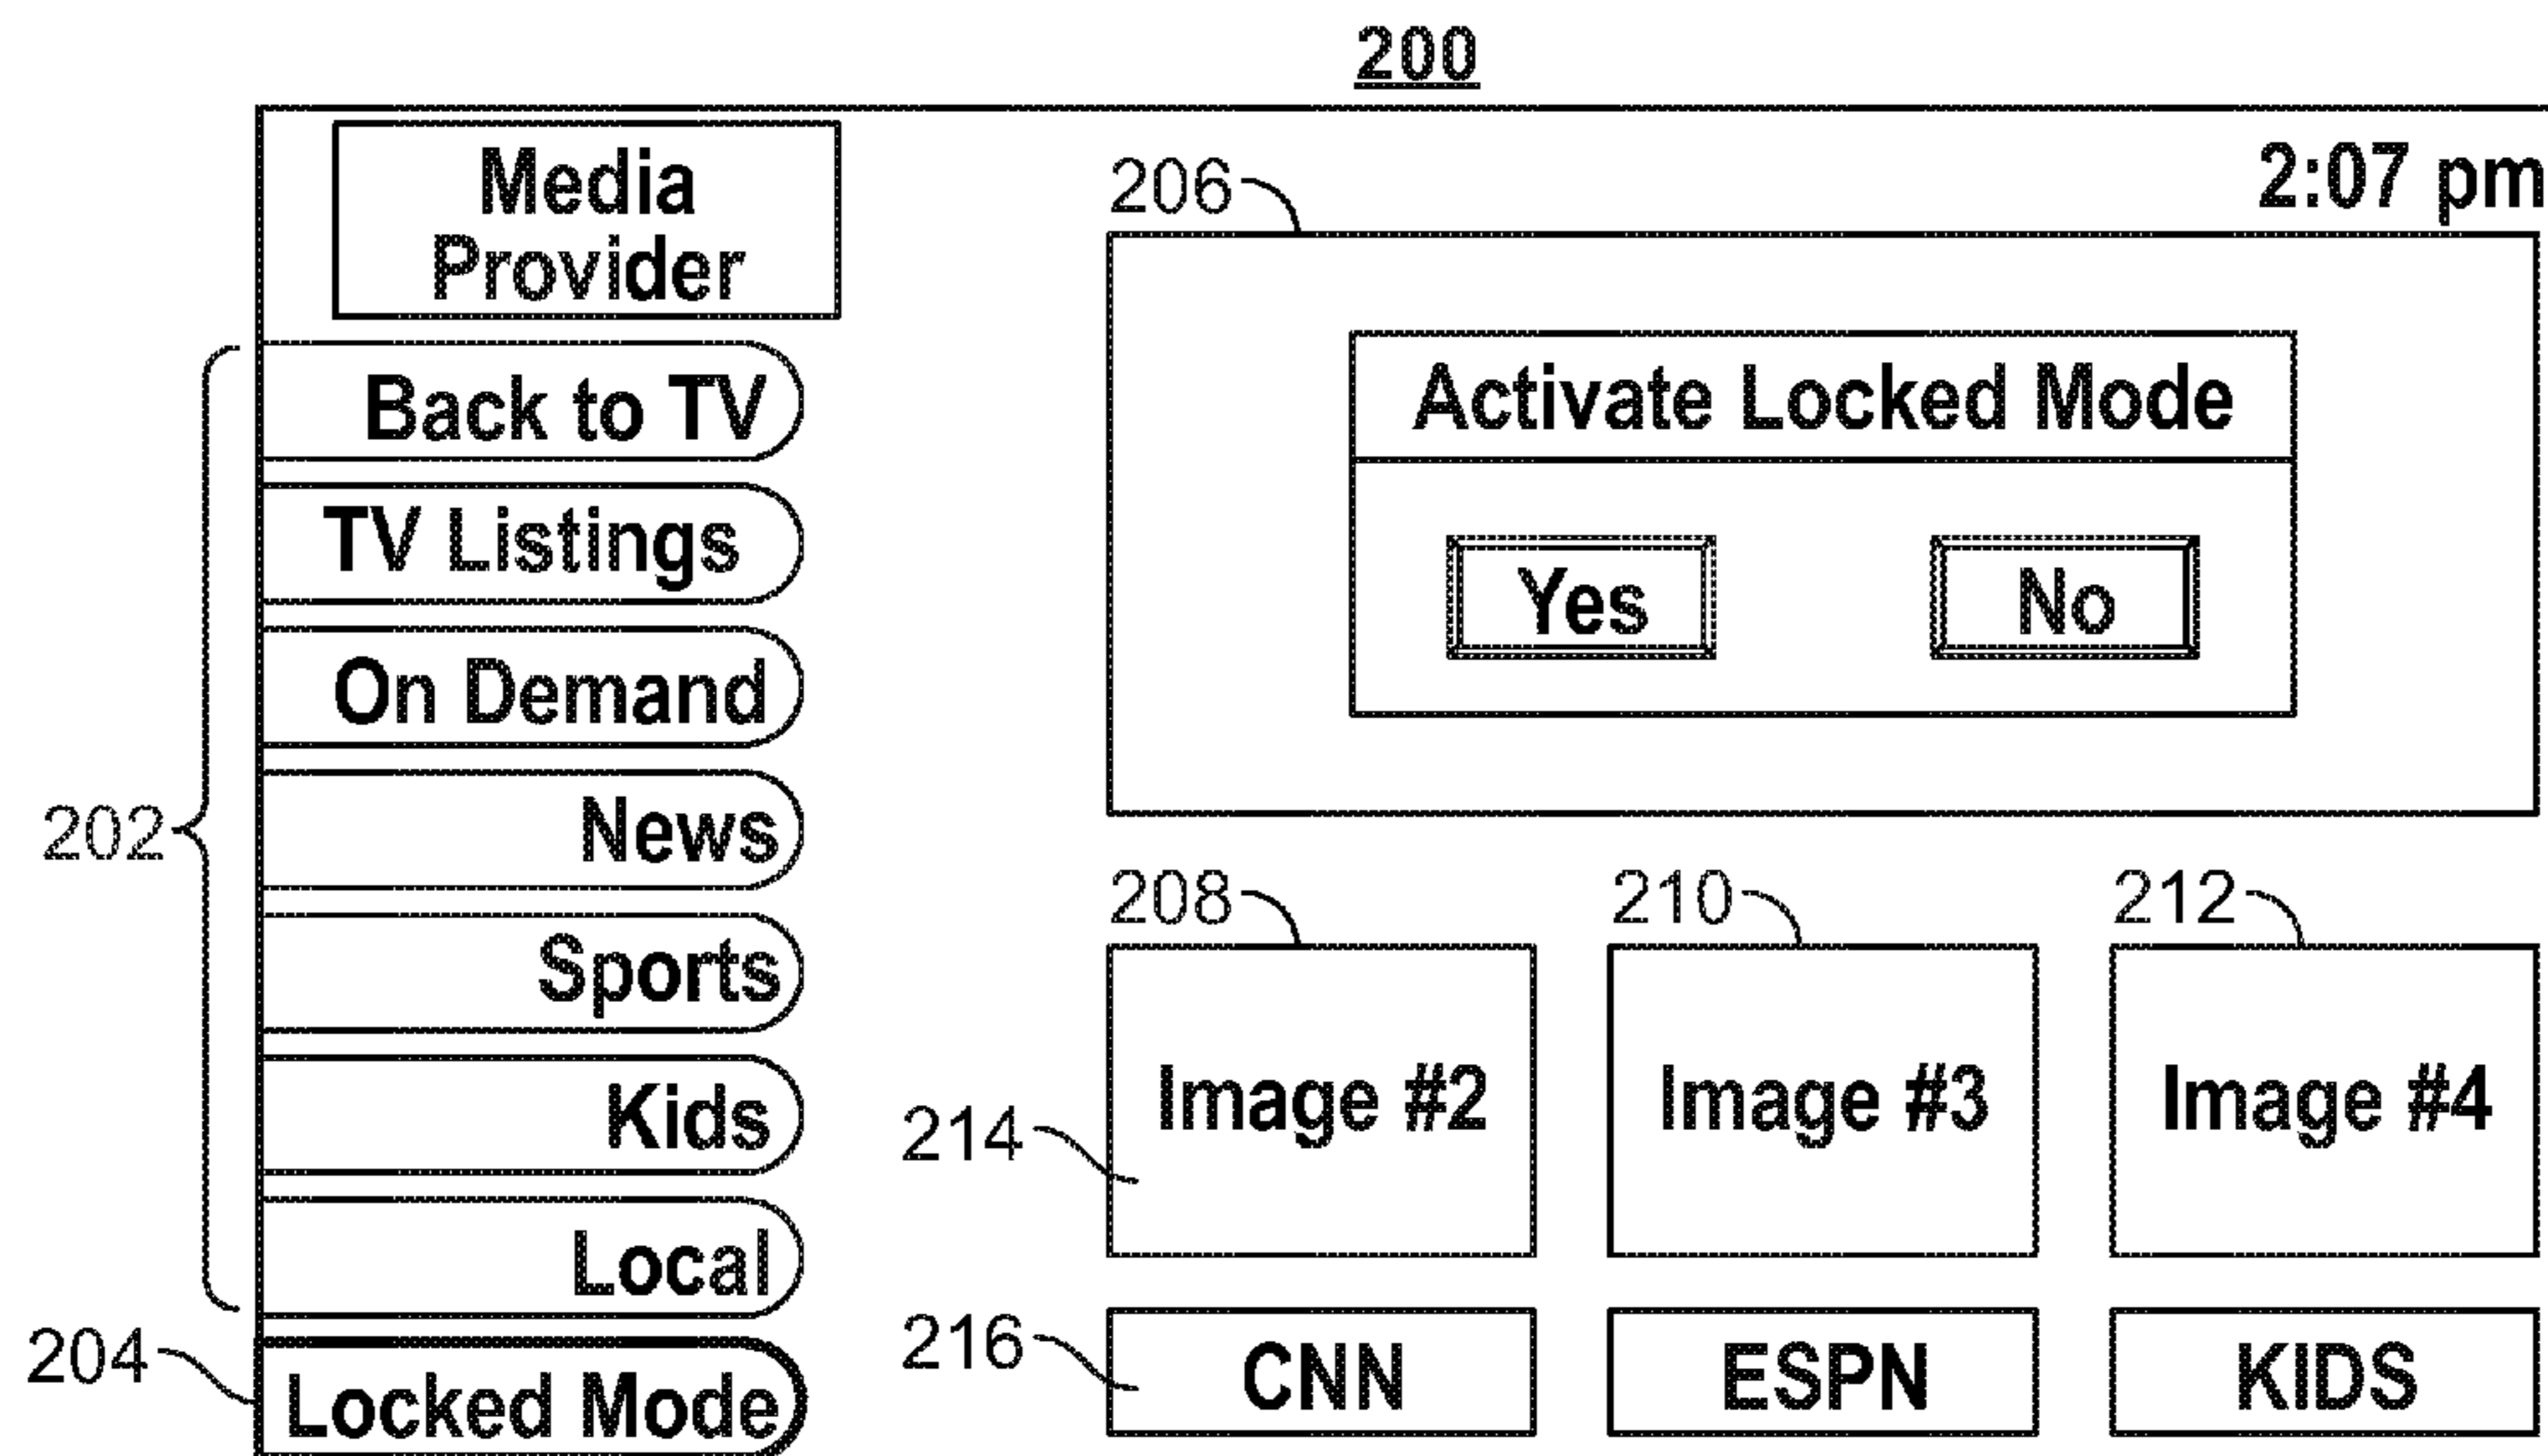 200
Media
Provider
2:07 pm
206
Activate Locked Mode
Yes No
Back to TV
TV Listings
On Demand
News
Sports
Kids
Local
202
204
Locked Mode
208 210 212
Image #2 Image #3 Image #4
214
216
CNN ESPN KIDS